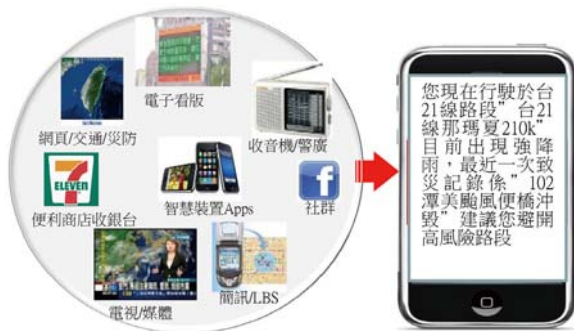 電子看版
網頁/交通/災防
收音機/警廣
ELEVEN
便利商店收銀台
智慧裝置Apps
f
社群
電視/媒體
簡訊/LBS
您現在行駛於台
21線路段”台21
線那瑪夏210k”
目前出現強降
雨，最近一次致
災記錄係”102
潭美颱風便橋沖
毀”建議您避開
高風險路段